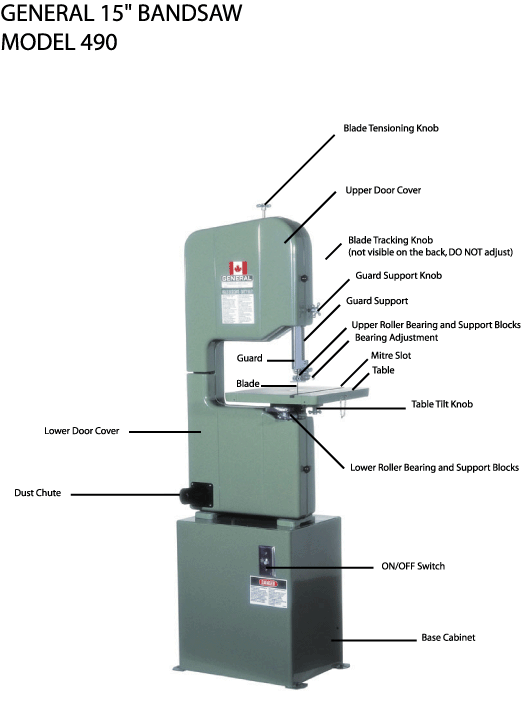 GENERAL 15" BANDSAW
MODEL 490
Blade Tensioning Knob
Upper Door Cover
Blade Tracking Knob
(not visible on the back, DO NOT adjust)
Guard Support Knob
GENERAL
Guard Support
Upper Roller Bearing and Support Blocks
Bearing Adjustment
Guard
Mitre Slot
Table
Blade
Table Tilt Knob
Lower Door Cover
Lower Roller Bearing and Support Blocks
Dust Chute
ON/OFF Switch
DANGER
Base Cabinet